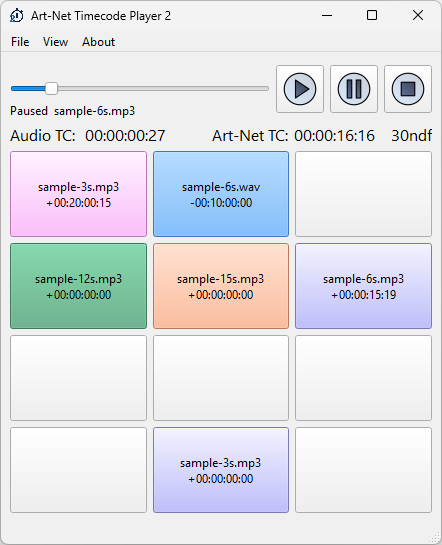 Art-Net Timecode Player 2
File View About
Paused sample-6s.mp3
Audio TC: 00:00:00:27 Art-Net TC: 00:00:16:16 30ndf
sample-3s.mp3
+00:20:00:15
sample-6s.wav
-00:10:00:00
sample-12s.mp3
+00:00:00:00
sample-15s.mp3
+00:00:00:00
sample-6s.mp3
+00:00:15:19
sample-3s.mp3
+00:00:00:00